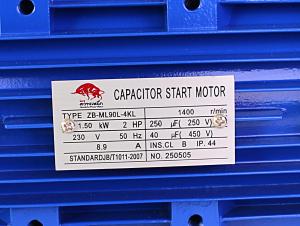 CAPACITOR START MOTOR
TYPE ZB-ML90L-4KL 1400 r/min
1.50 kW 2 HP 250 μF( 250 V)
230 V 50 Hz 40 μF( 450 V)
8.9 A INS.CL B IP. 44
STANDARDJB/T1011-2007 NO. 250505